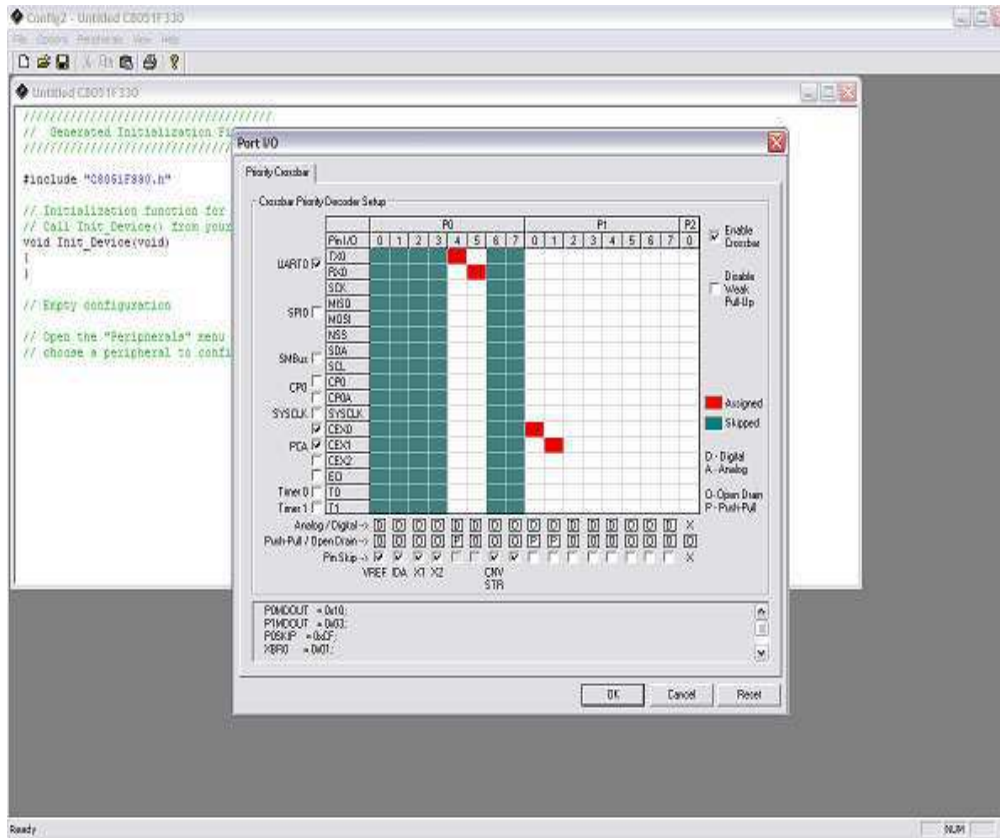 Config2 - Untitled C8051F330
File Options Peripherals View Help
Untitled C8051F330
////////////////////////////////////
// Generated Initialization Fi
#include "C8051F330.h"
// Initialization function for
// Call Init_Device() from your
void Init_Device(void)
{
}
// Empty configuration
// Open the "Peripherals" menu
// choose a peripheral to confi
Port I/O
Priority Crossbar
Crossbar Priority Decoder Setup
P0 P1 P2
Pin I/O 0 1 2 3 4 5 6 7 0 1 2 3 4 5 6 7 0
UART0 TX0
RX0
SCK
SPI0 MISO
MOSI
NSS
SMBus SDA
SCL
CP0 CP0
CP0A
SYSCLK SYSCLK
CEX0
PCA CEX1
CEX2
ECI
Timer 0 T0
Timer 1 T1
Analog / Digital -> D D D D D D D D D D D D D D D D X
Push-Pull / Open Drain -> O O O O P O O O P P O O O O O O O
Pin Skip -> X
VREF IDA X1 X2 CNV STR
Enable Crossbar
Disable Weak Pull-Up
Assigned
Skipped
D - Digital
A - Analog
O - Open Drain
P - Push-Pull
P0MDOUT = 0x10;
P1MDOUT = 0x03;
P0SKIP = 0xCF;
XBR0 = 0x01;
OK Cancel Reset
Ready NUM